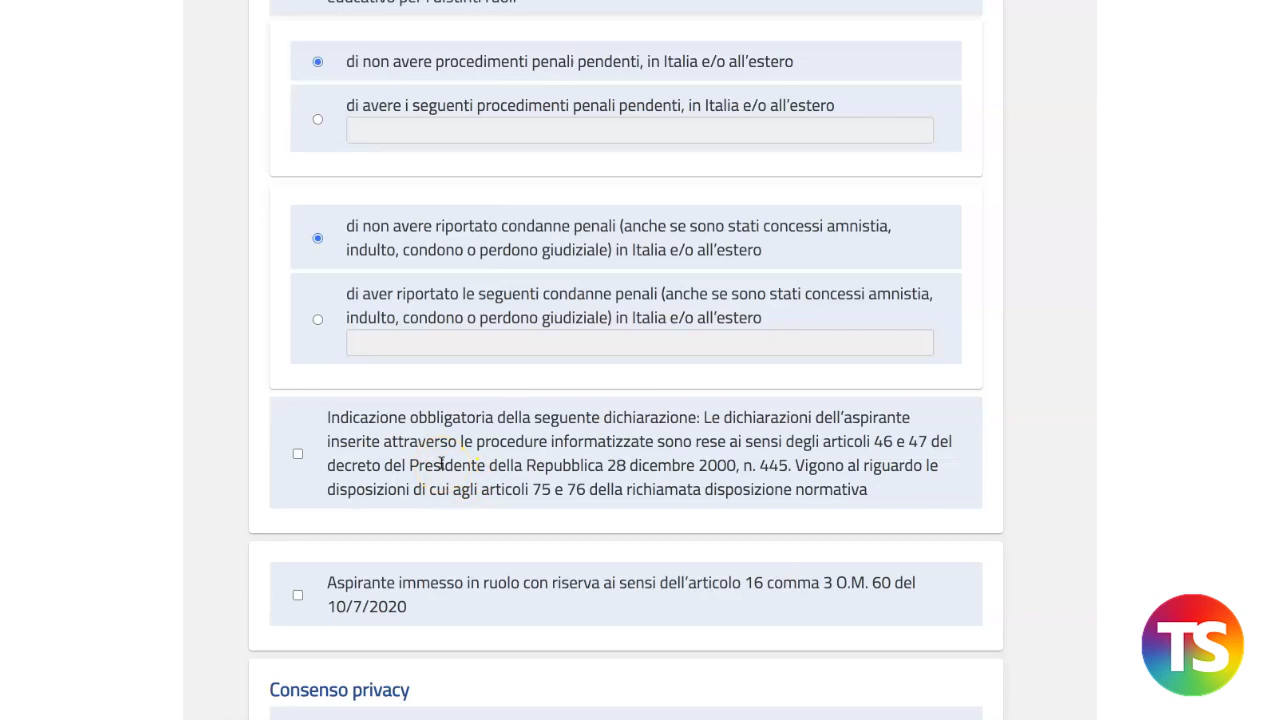 educativo per i distinti ruoli
di non avere procedimenti penali pendenti, in Italia e/o all’estero
di avere i seguenti procedimenti penali pendenti, in Italia e/o all’estero
di non avere riportato condanne penali (anche se sono stati concessi amnistia,
indulto, condono o perdono giudiziale) in Italia e/o all’estero
di aver riportato le seguenti condanne penali (anche se sono stati concessi amnistia,
indulto, condono o perdono giudiziale) in Italia e/o all’estero
Indicazione obbligatoria della seguente dichiarazione: Le dichiarazioni dell’aspirante
inserite attraverso le procedure informatizzate sono rese ai sensi degli articoli 46 e 47 del
decreto del Presidente della Repubblica 28 dicembre 2000, n. 445. Vigono al riguardo le
disposizioni di cui agli articoli 75 e 76 della richiamata disposizione normativa
Aspirante immesso in ruolo con riserva ai sensi dell’articolo 16 comma 3 O.M. 60 del
10/7/2020
TS
Consenso privacy